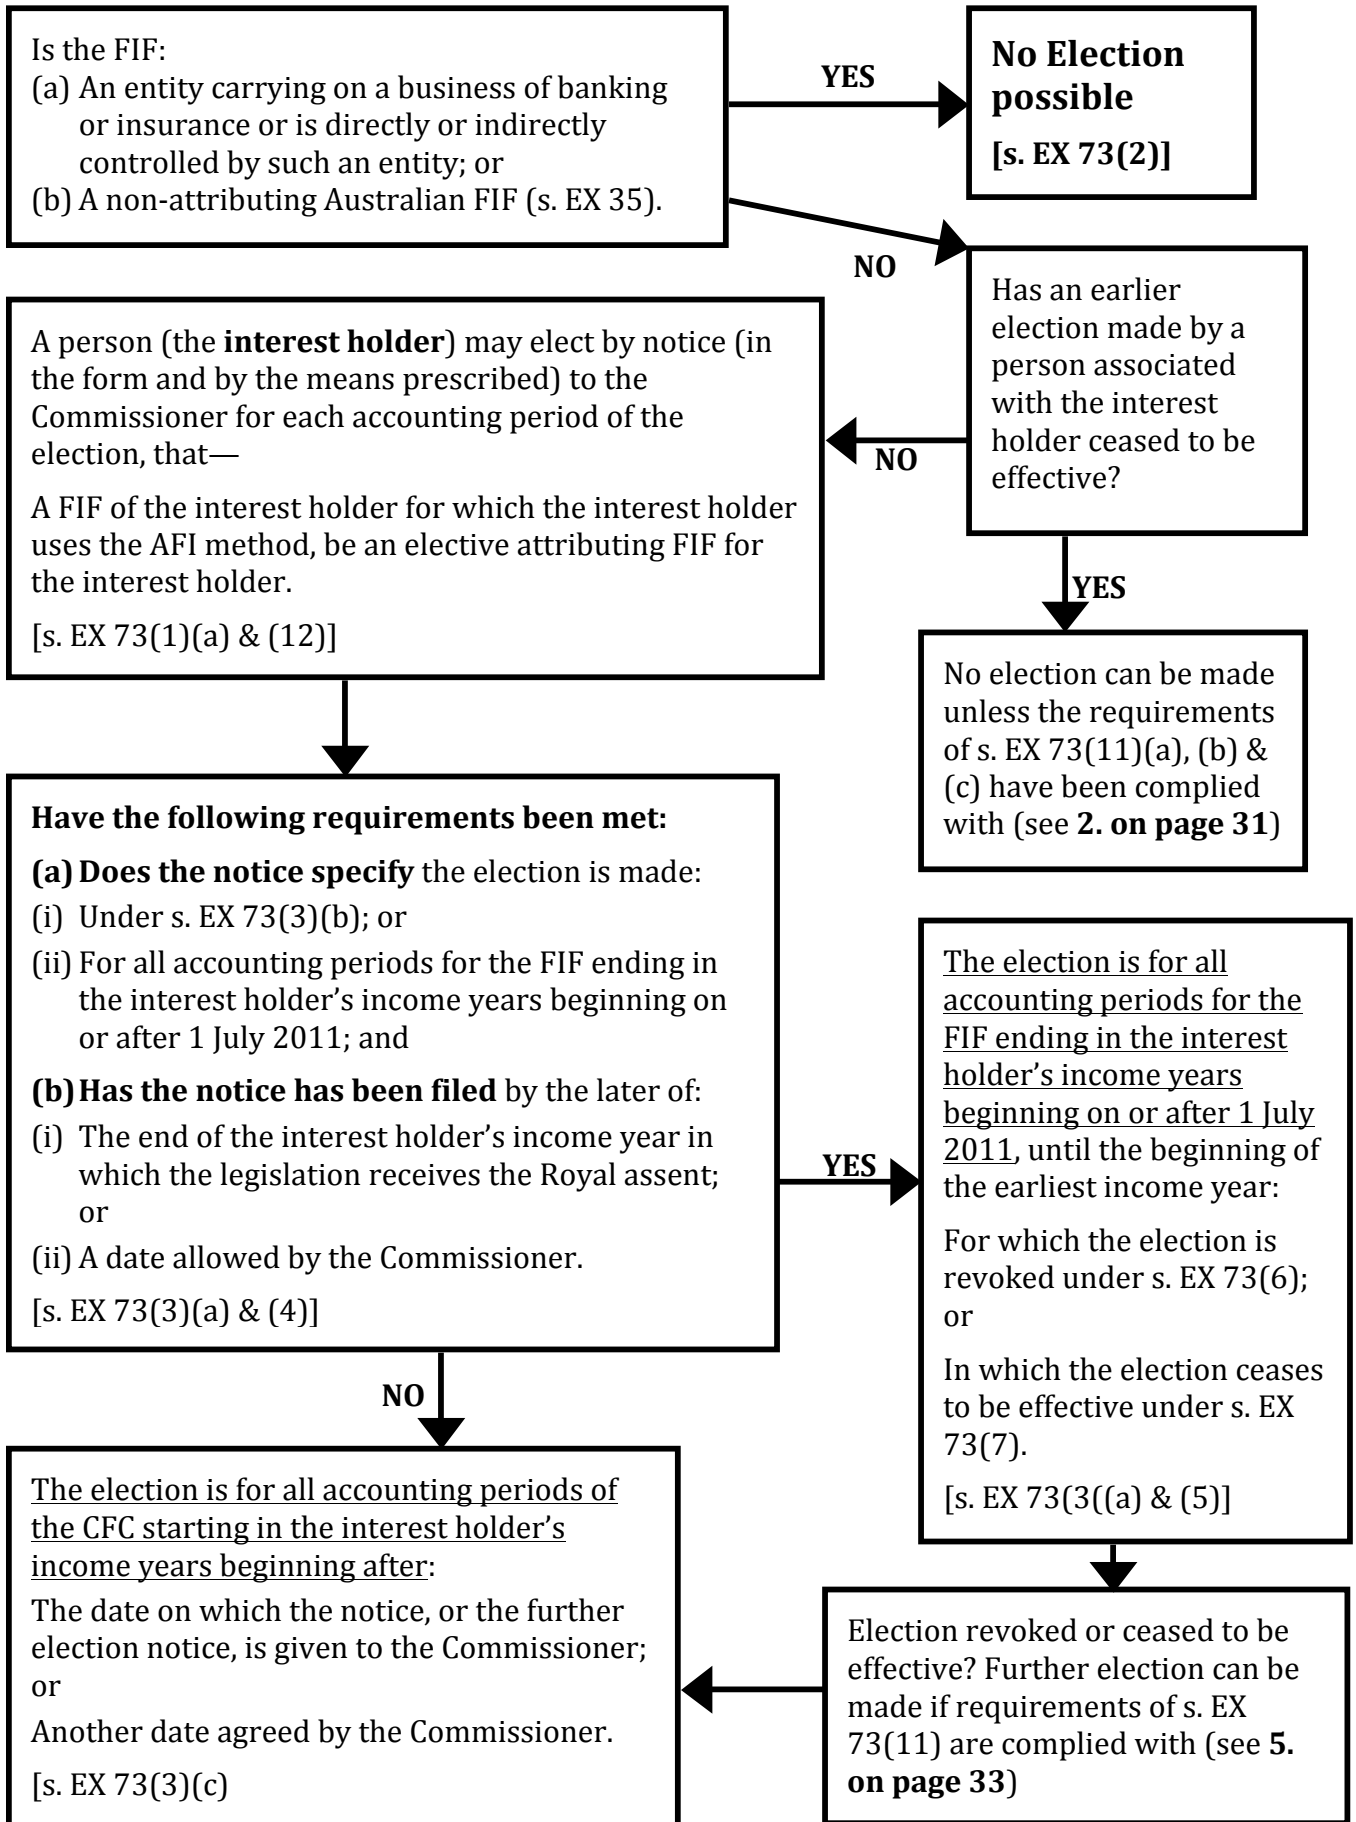 Is the FIF:
(a) An entity carrying on a business of banking
or insurance or is directly or indirectly
controlled by such an entity; or
(b) A non-attributing Australian FIF (s. EX 35).
YES
No Election
possible
[s. EX 73(2)]
NO
Has an earlier
election made by a
person associated
with the interest
holder ceased to be
effective?
NO
A person (the interest holder) may elect by notice (in
the form and by the means prescribed) to the
Commissioner for each accounting period of the
election, that—
A FIF of the interest holder for which the interest holder
uses the AFI method, be an elective attributing FIF for
the interest holder.
[s. EX 73(1)(a) & (12)]
YES
No election can be made
unless the requirements
of s. EX 73(11)(a), (b) &
(c) have been complied
with (see 2. on page 31)
Have the following requirements been met:
(a) Does the notice specify the election is made:
(i) Under s. EX 73(3)(b); or
(ii) For all accounting periods for the FIF ending in
the interest holder’s income years beginning on
or after 1 July 2011; and
(b) Has the notice has been filed by the later of:
(i) The end of the interest holder’s income year in
which the legislation receives the Royal assent;
or
(ii) A date allowed by the Commissioner.
[s. EX 73(3)(a) & (4)]
YES
The election is for all
accounting periods for the
FIF ending in the interest
holder’s income years
beginning on or after 1 July
2011, until the beginning of
the earliest income year:
For which the election is
revoked under s. EX 73(6);
or
In which the election ceases
to be effective under s. EX
73(7).
[s. EX 73(3((a) & (5)]
NO
The election is for all accounting periods of
the CFC starting in the interest holder’s
income years beginning after:
The date on which the notice, or the further
election notice, is given to the Commissioner;
or
Another date agreed by the Commissioner.
[s. EX 73(3)(c)
Election revoked or ceased to be
effective? Further election can be
made if requirements of s. EX
73(11) are complied with (see 5.
on page 33)